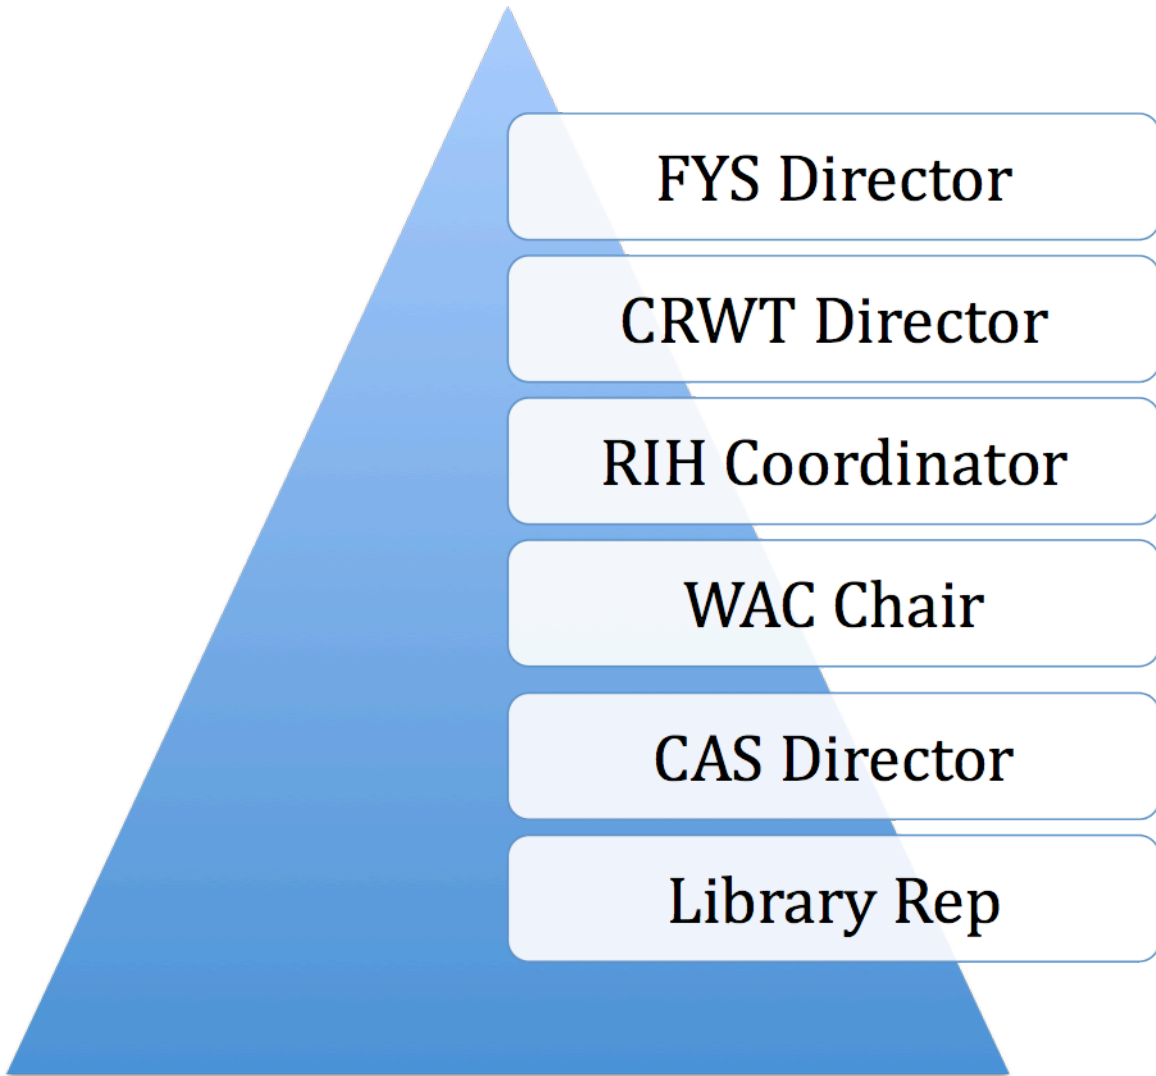 FYS Director
CRWT Director
RIH Coordinator
WAC Chair
CAS Director
Library Rep